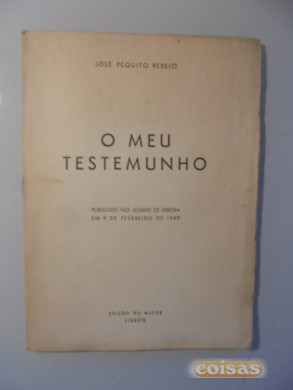 JOSÉ PEQUITO REBELO
O MEU
TESTEMUNHO
PUBLICADO NO «DIÁRIO DE LISBOA»
EM 9 DE FEVEREIRO DE 1949
EDIÇÃO DO AUTOR
LISBOA
coisas